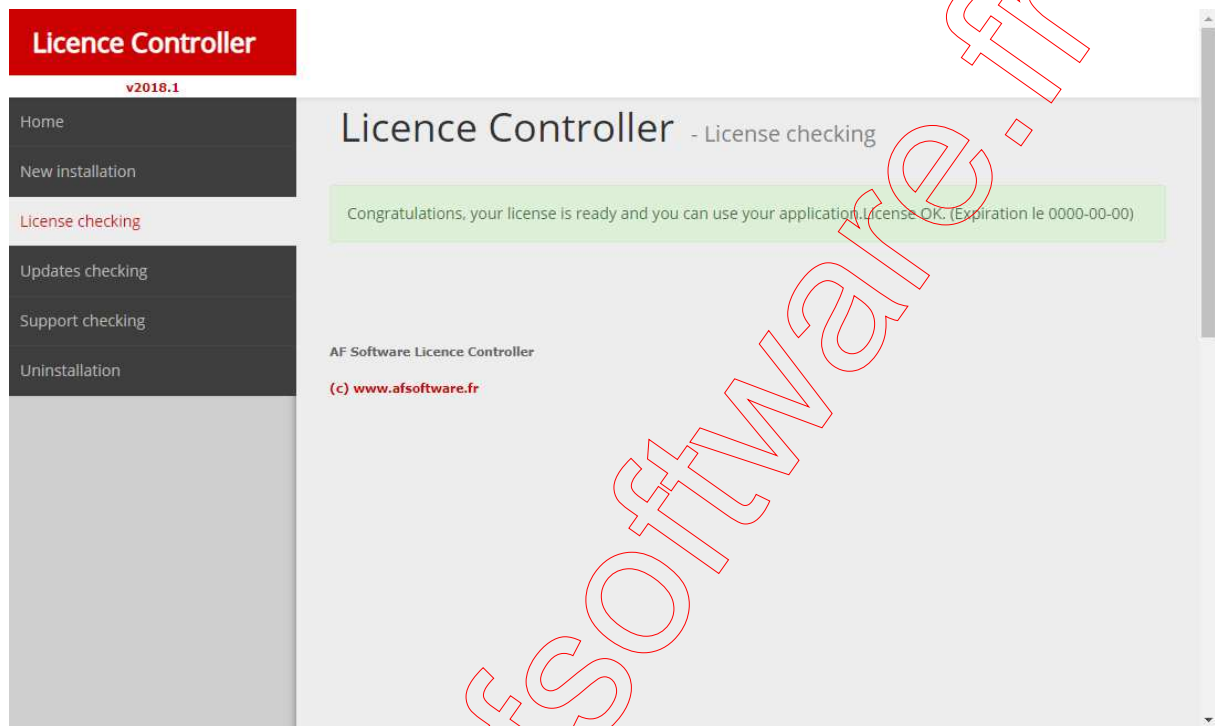 Licence Controller
v2018.1
Home
New installation
License checking
Updates checking
Support checking
Uninstallation
Licence Controller - License checking
Congratulations, your license is ready and you can use your application.License OK. (Expiration le 0000-00-00)
AF Software Licence Controller
(c) www.afsoftware.fr
fsoftware.fr